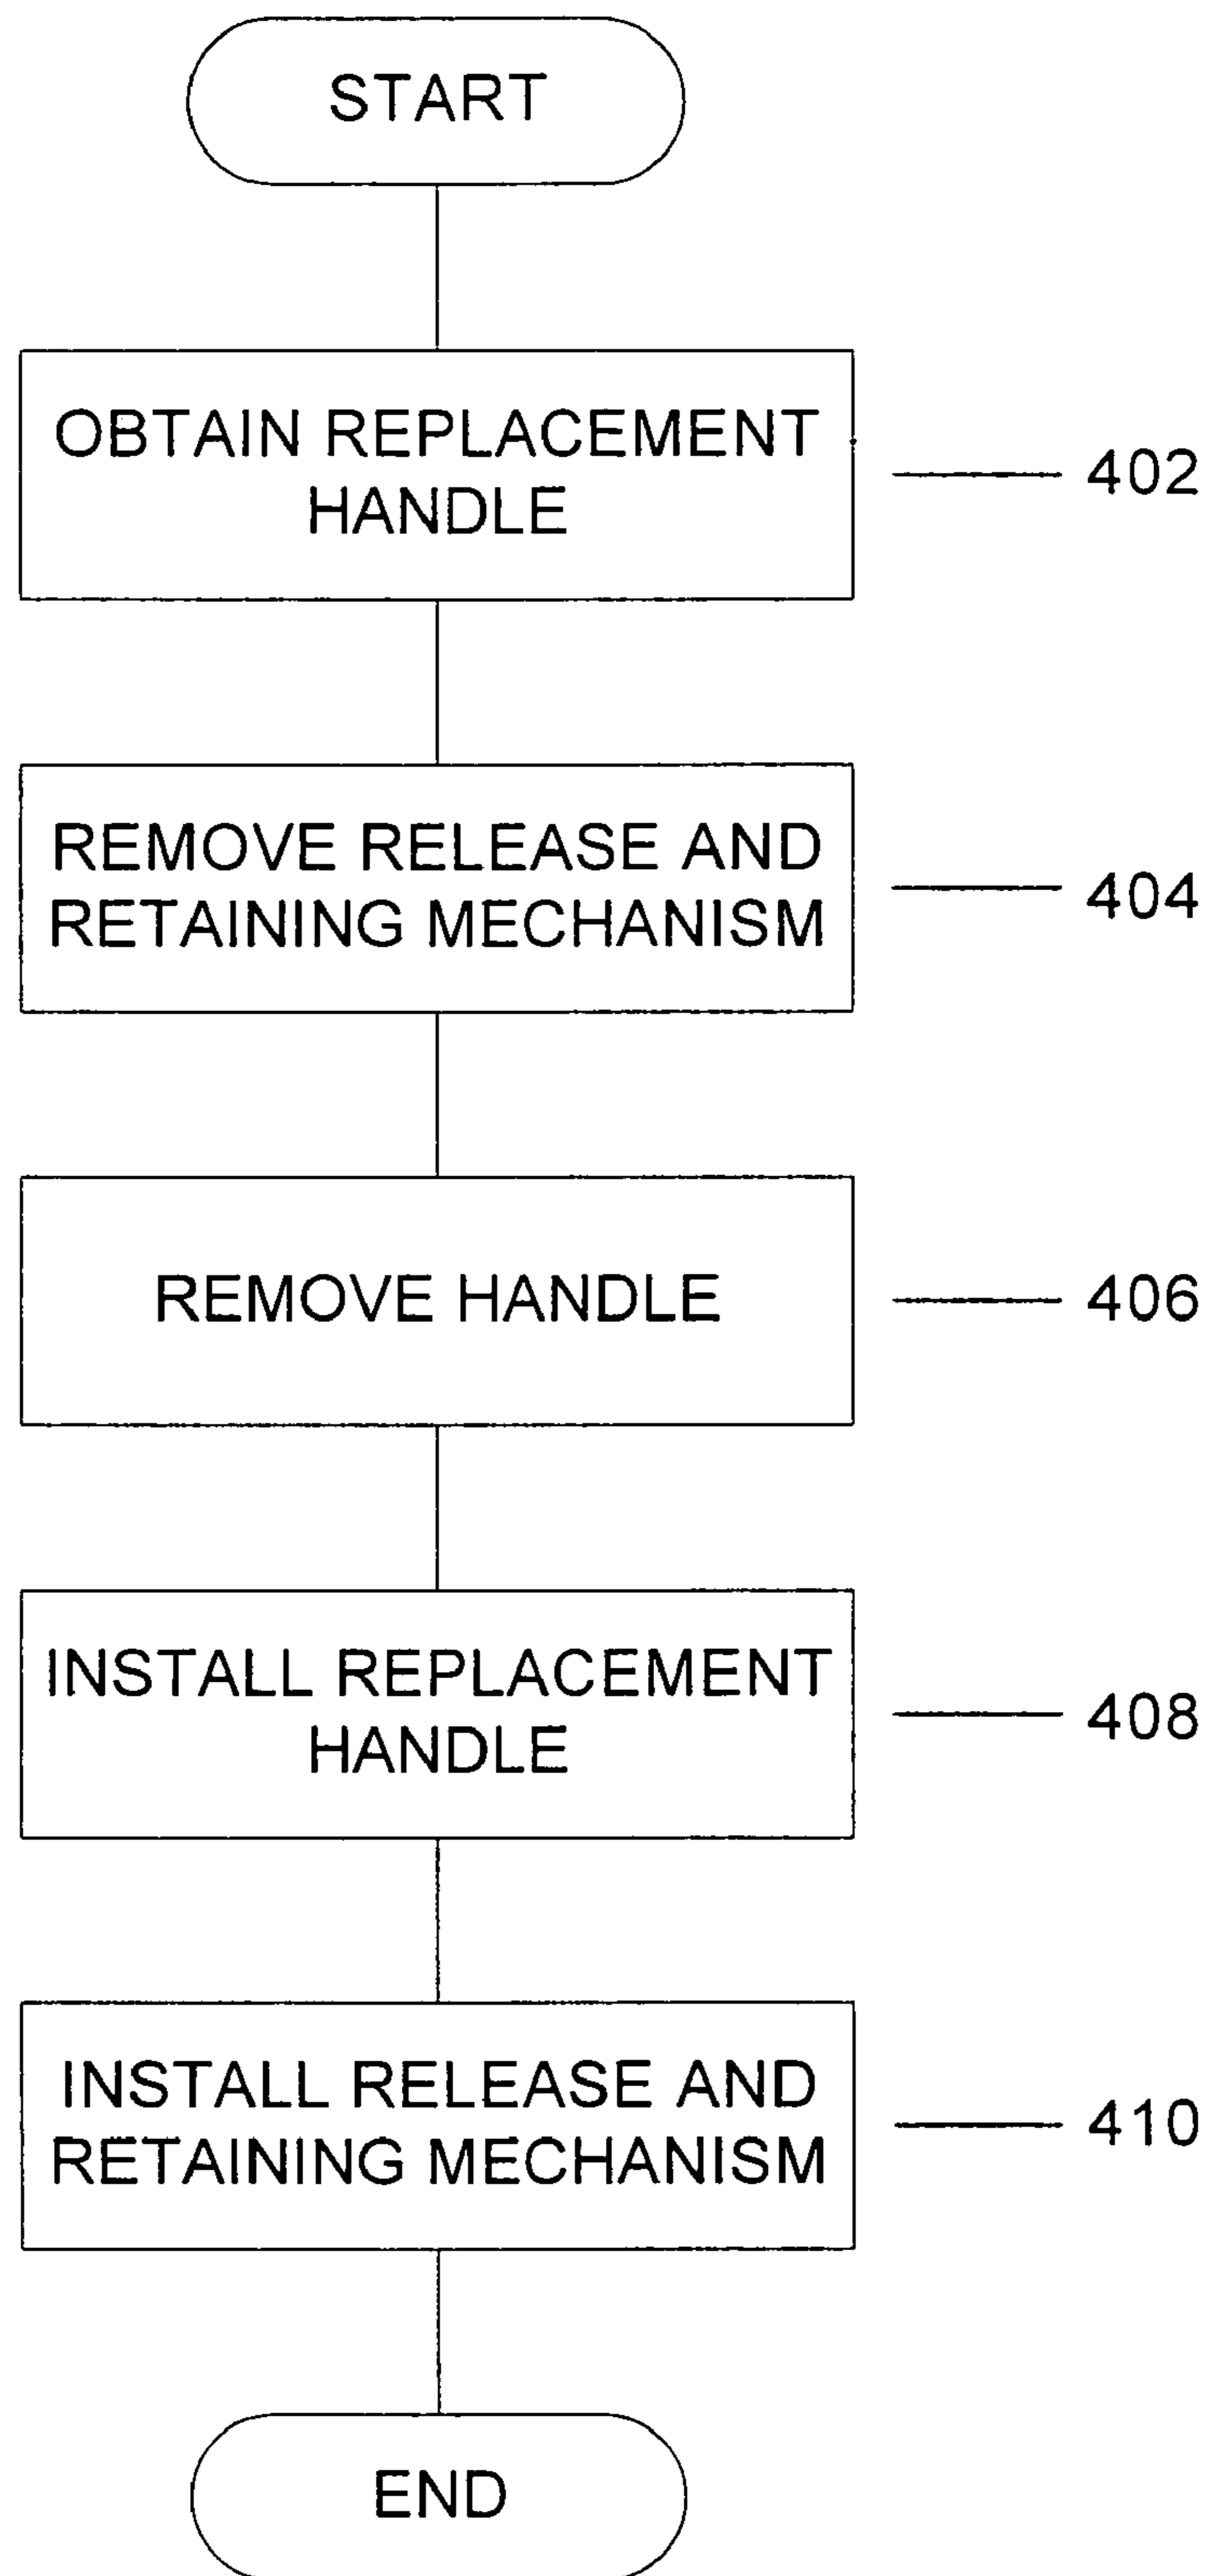 START
OBTAIN REPLACEMENT
HANDLE
402
REMOVE RELEASE AND
RETAINING MECHANISM
404
REMOVE HANDLE
406
INSTALL REPLACEMENT
HANDLE
408
INSTALL RELEASE AND
RETAINING MECHANISM
410
END